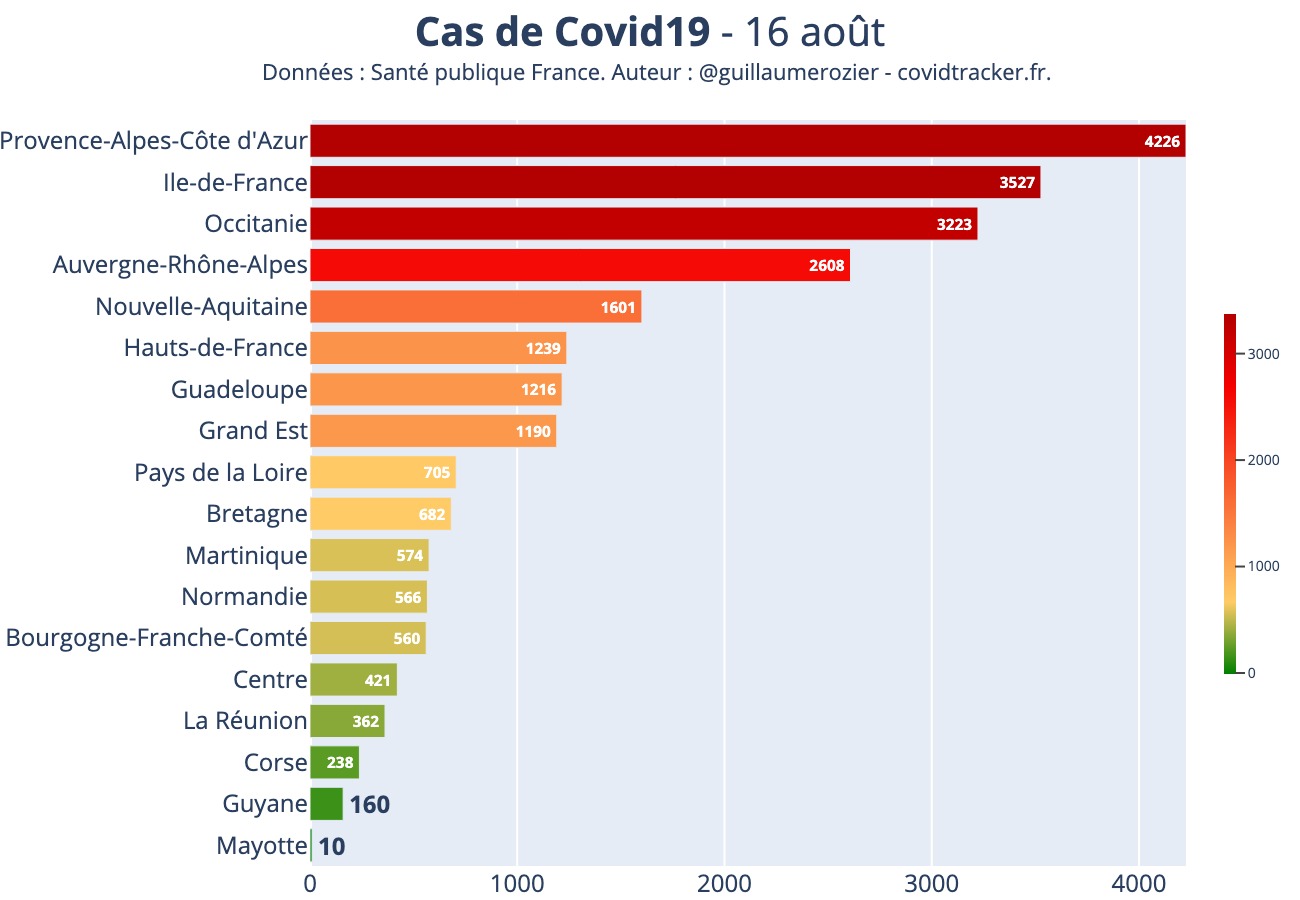 Cas de Covid19 - 16 août
Données : Santé publique France. Auteur : @guillaumerozier - covidtracker.fr.
Provence-Alpes-Côte d'Azur 4226
Ile-de-France 3527
Occitanie 3223
Auvergne-Rhône-Alpes 2608
Nouvelle-Aquitaine 1601
Hauts-de-France 1239
Guadeloupe 1216
Grand Est 1190
Pays de la Loire 705
Bretagne 682
Martinique 574
Normandie 566
Bourgogne-Franche-Comté 560
Centre 421
La Réunion 362
Corse 238
Guyane 160
Mayotte 10
0 1000 2000 3000 4000
3000
2000
1000
0